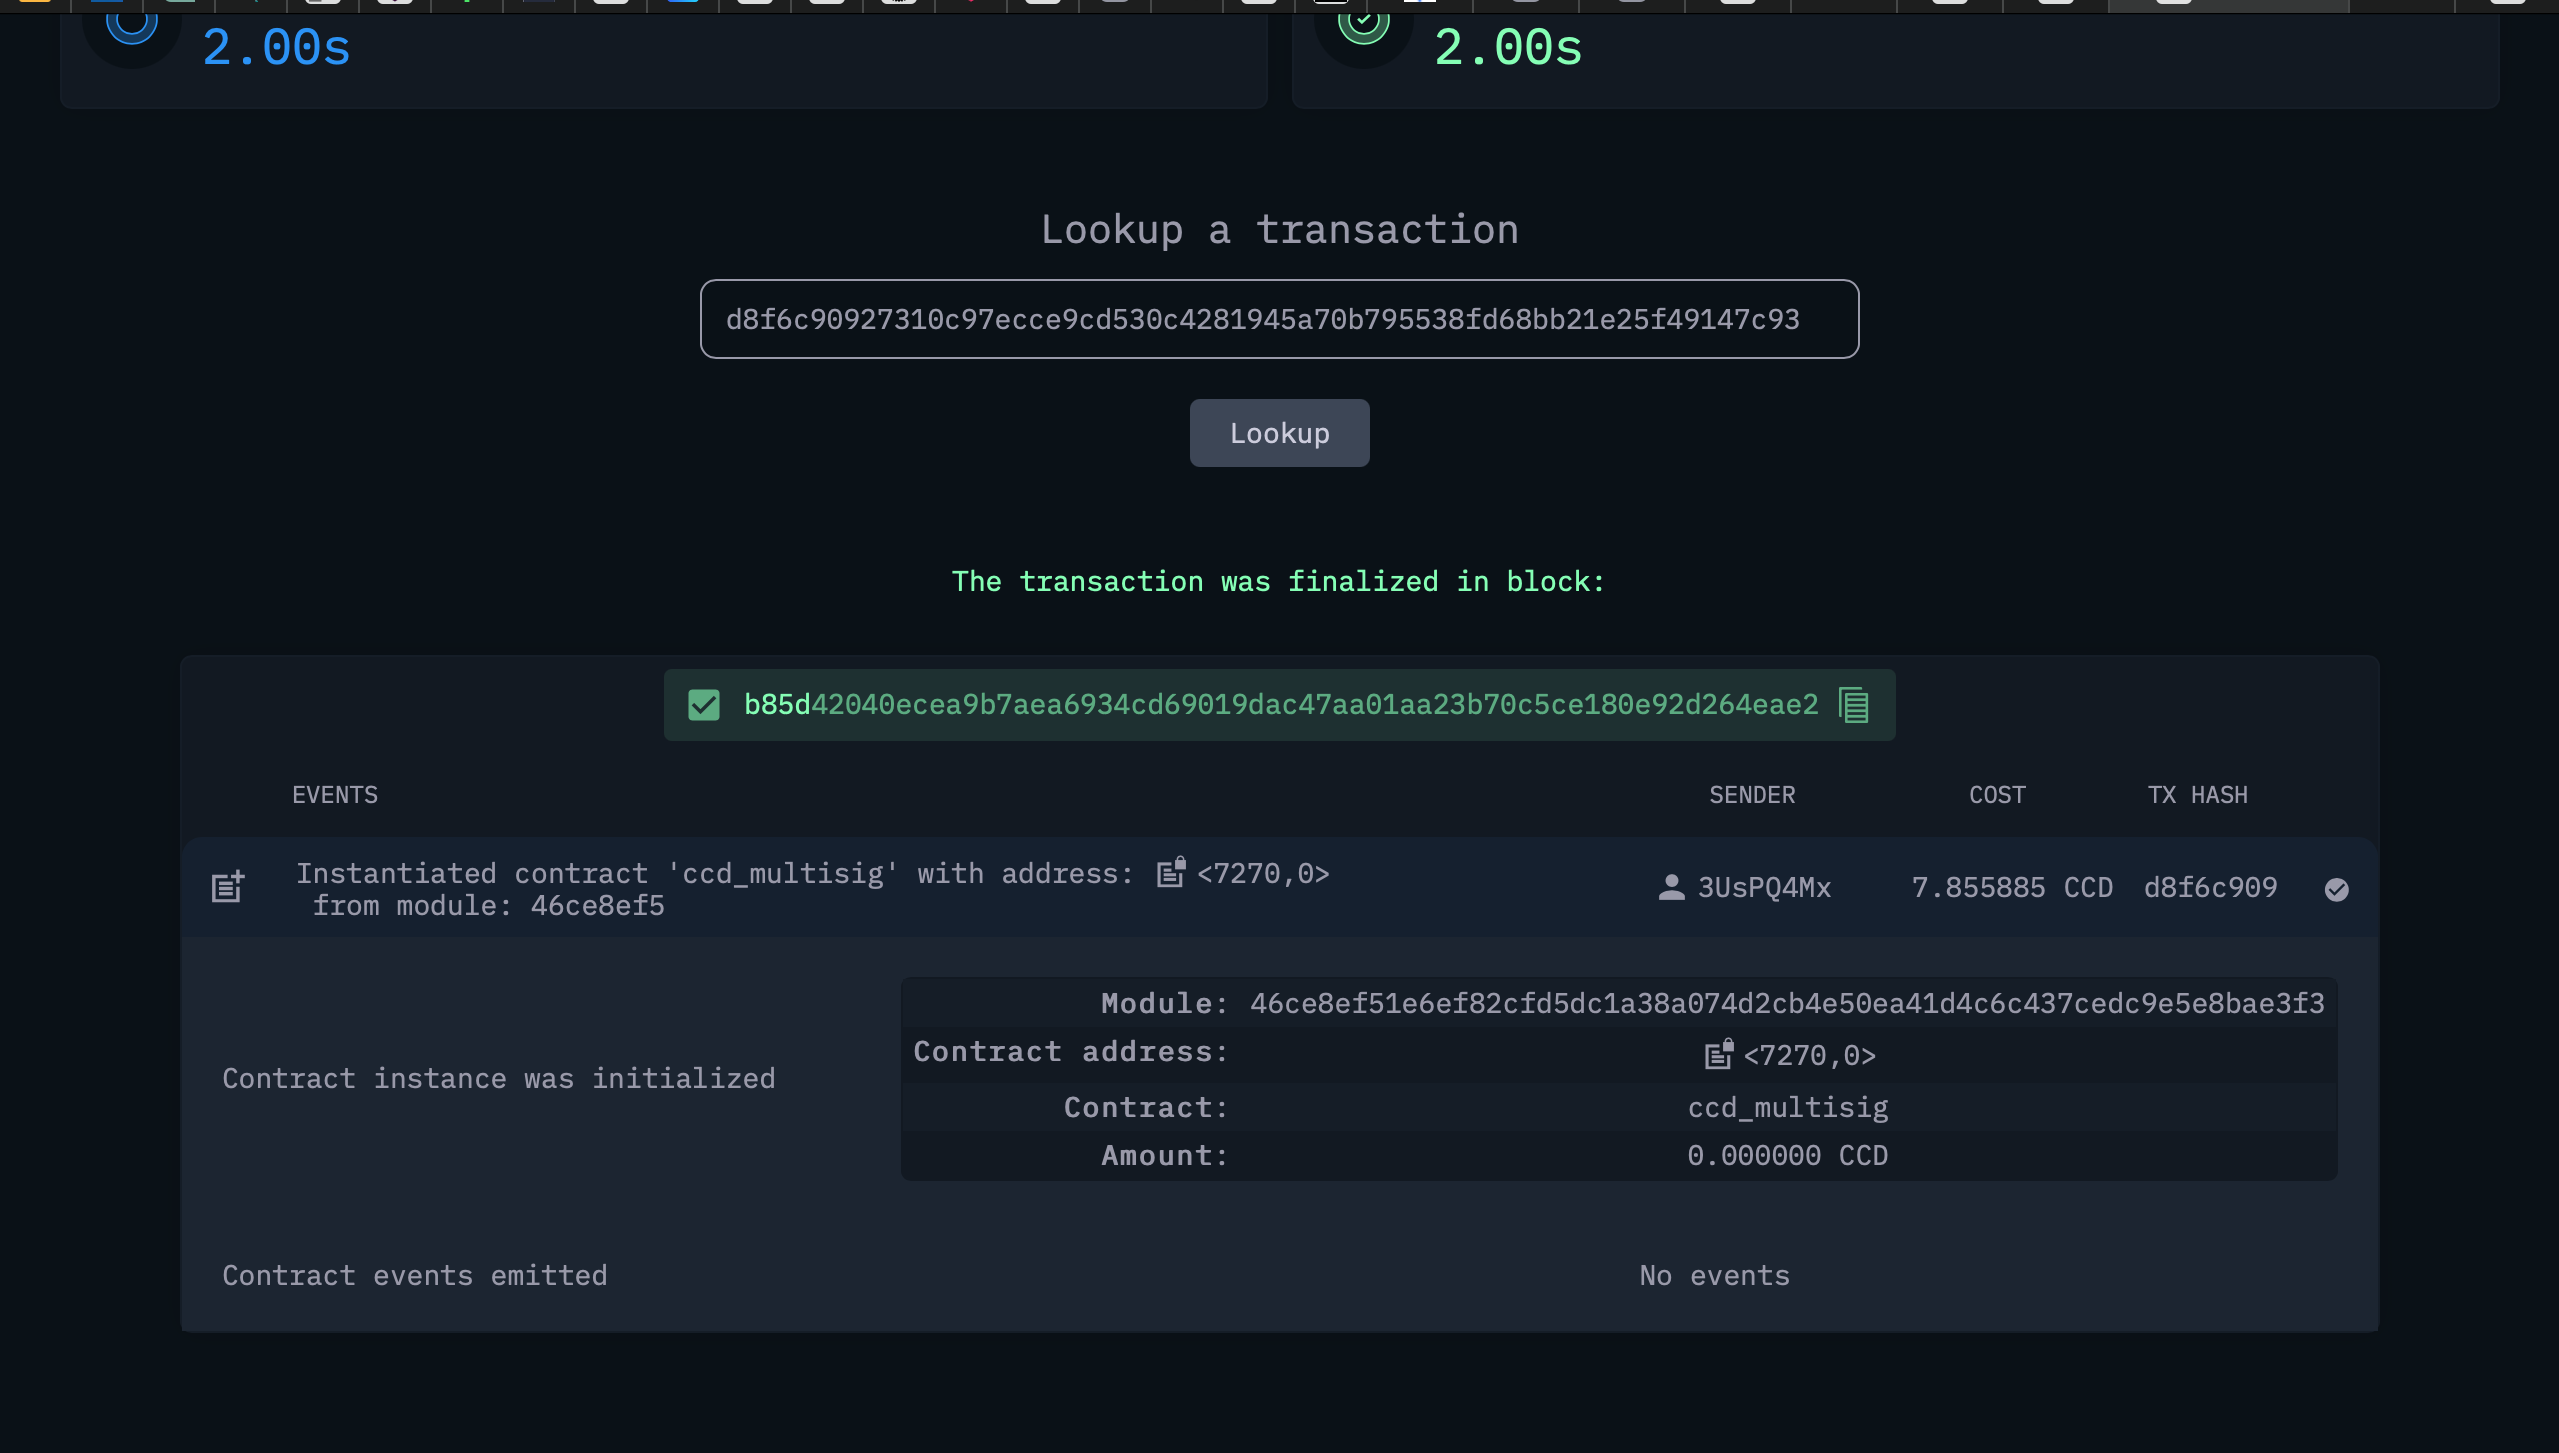 2.00s
2.00s
Lookup a transaction
d8f6c90927310c97ecce9cd530c4281945a70b795538fd68bb21e25f49147c93
Lookup
The transaction was finalized in block:
b85d42040ecea9b7aea6934cd69019dac47aa01aa23b70c5ce180e92d264eae2
EVENTS SENDER COST TX HASH
Instantiated contract 'ccd_multisig' with address: <7270,0>
from module: 46ce8ef5
3UsPQ4Mx 7.855885 CCD d8f6c909
Contract instance was initialized
Module: 46ce8ef51e6ef82cfd5dc1a38a074d2cb4e50ea41d4c6c437cedc9e5e8bae3f3
Contract address: <7270,0>
Contract: ccd_multisig
Amount: 0.000000 CCD
Contract events emitted
No events